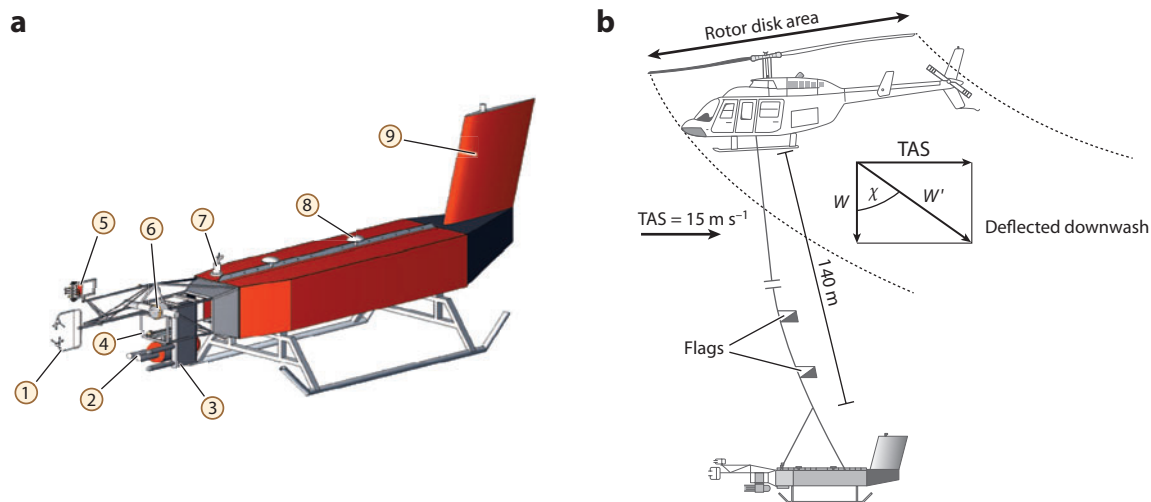 a
9
8
7
6
5
4
1
2
3
b
Rotor disk area
TAS
W
χ
W'
Deflected downwash
TAS = 15 m s⁻¹
140 m
Flags